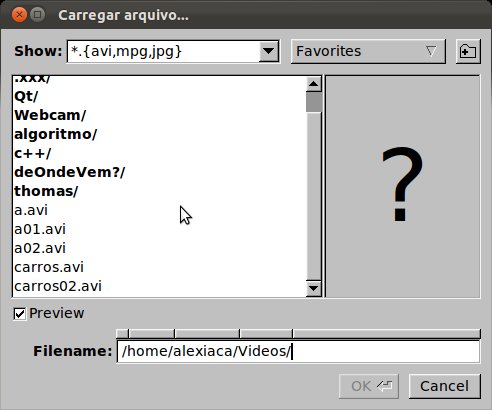 Carregar arquivo...
Show: *.{avi,mpg,jpg} Favorites
.xxx/
Qt/
Webcam/
algoritmo/
c++/
deOndeVem?/
thomas/
a.avi
a01.avi
a02.avi
carros.avi
carros02.avi
?
Preview
Filename: /home/alexiaca/Videos/
OK Cancel